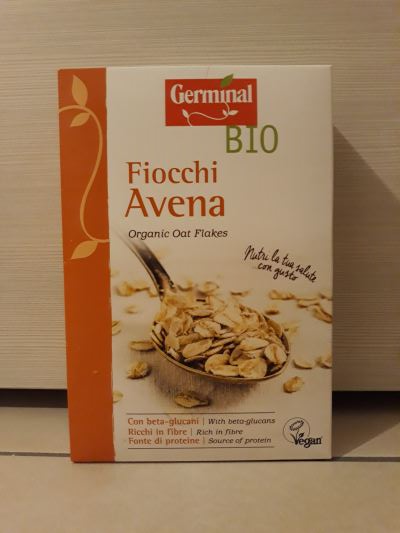 Germinal
BIO
Fiocchi
Avena
Organic Oat Flakes
Nutri la tua salute
con gusto
Con beta-glucani | With beta-glucans
Ricchi in fibre | Rich in fibre
Fonte di proteine | Source of protein
Vegan